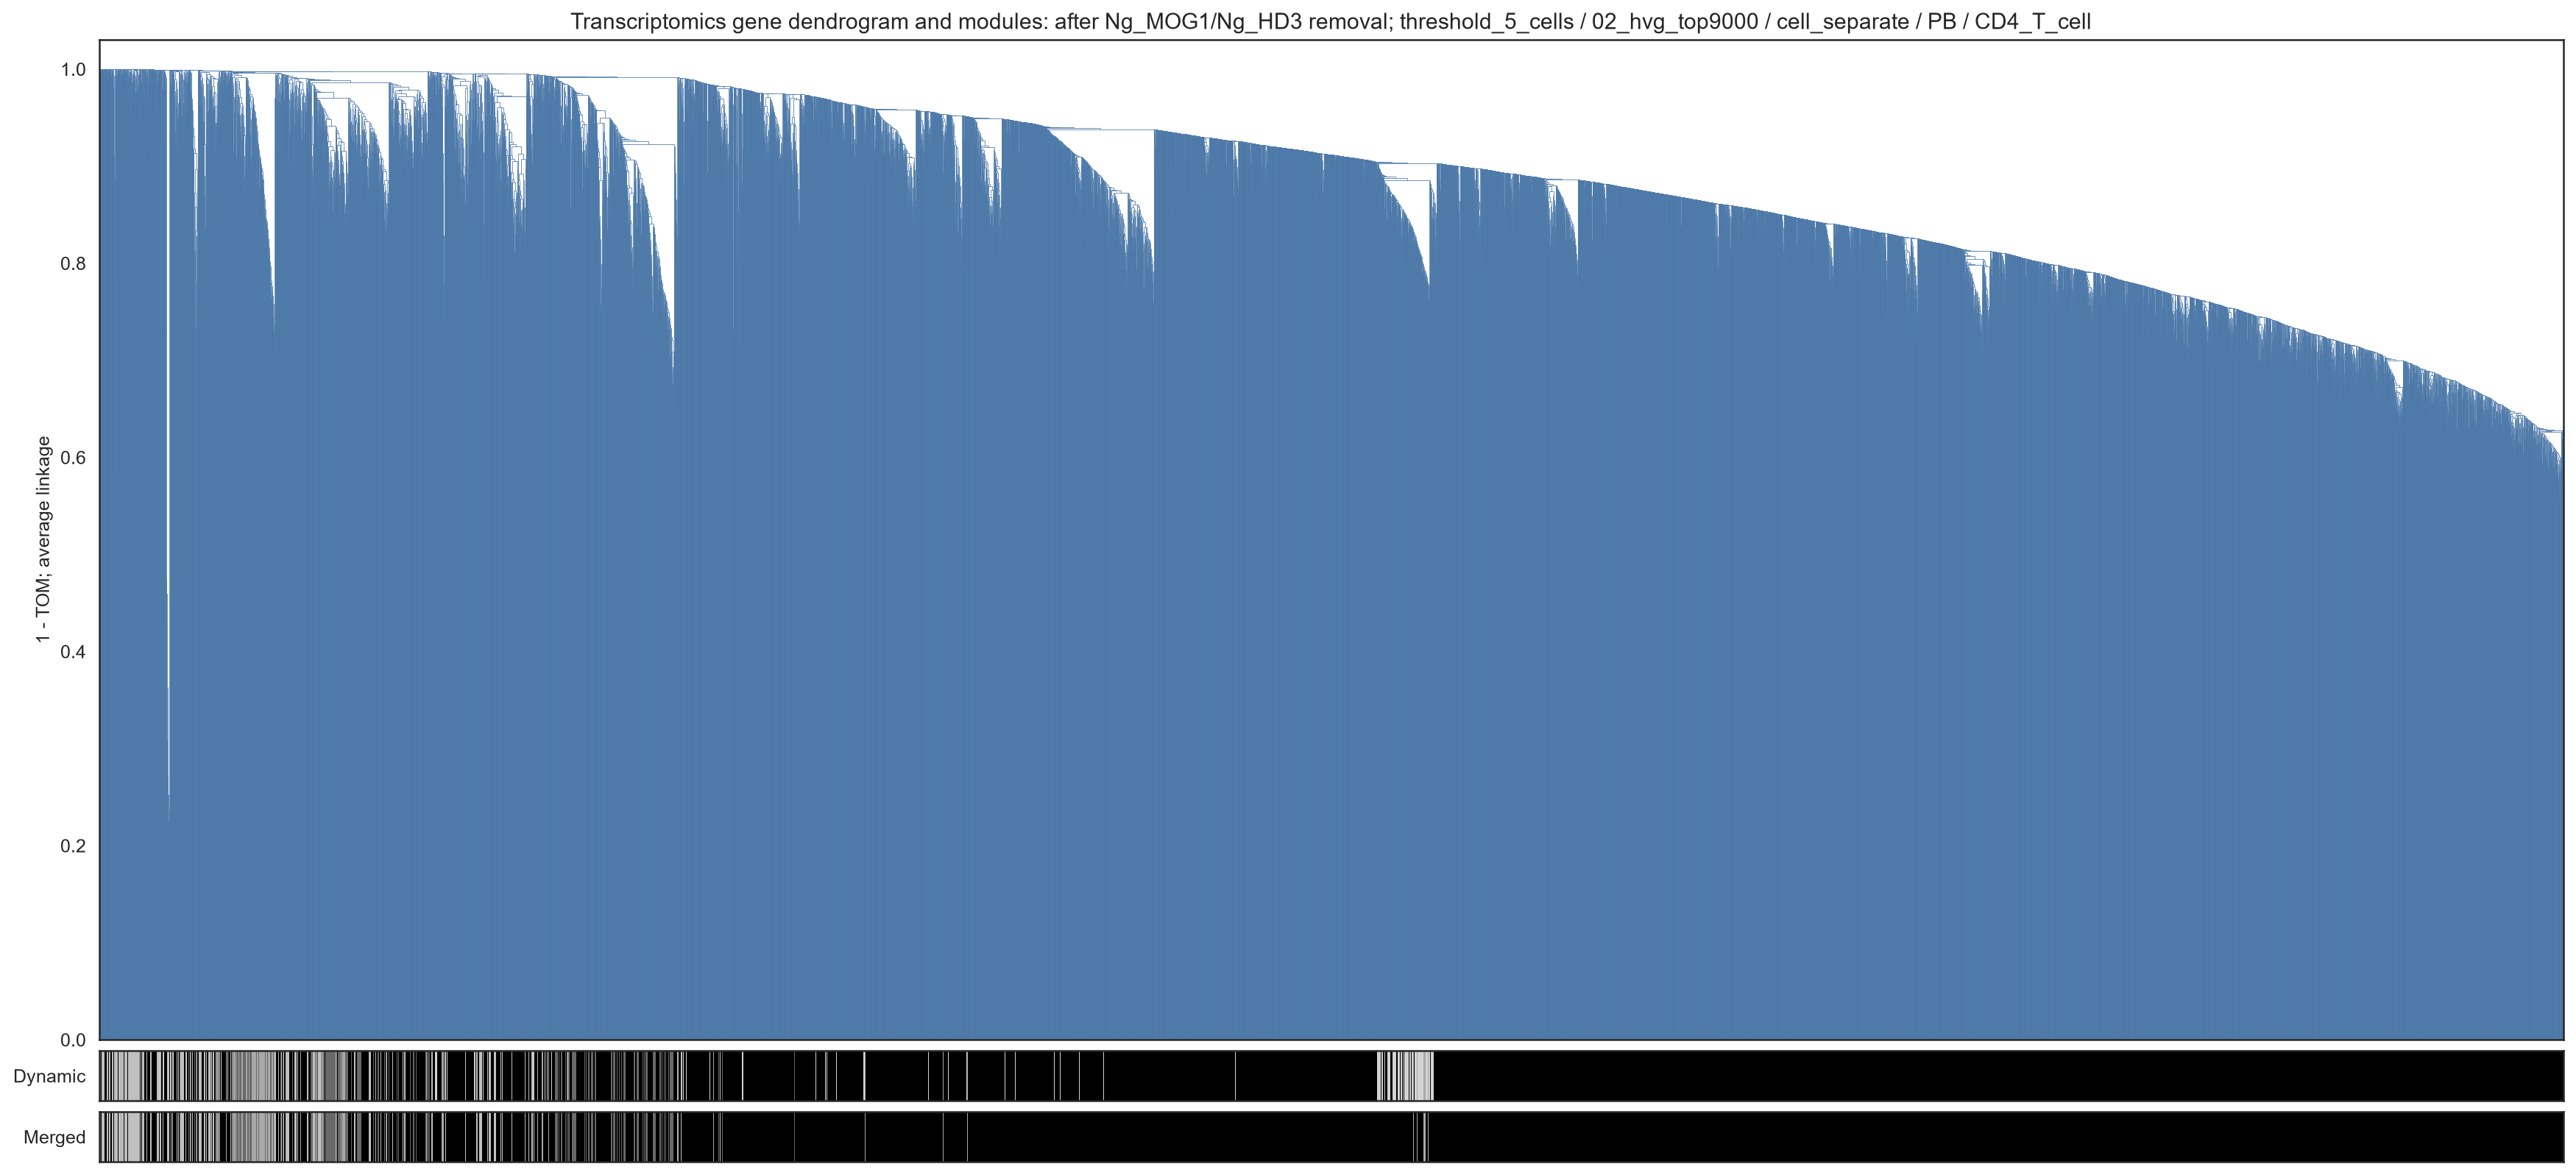 Transcriptomics gene dendrogram and modules: after Ng_MOG1/Ng_HD3 removal; threshold_5_cells / 02_hvg_top9000 / cell_separate / PB / CD4_T_cell
1 - TOM; average linkage
1.0
0.8
0.6
0.4
0.2
0.0
Dynamic
Merged